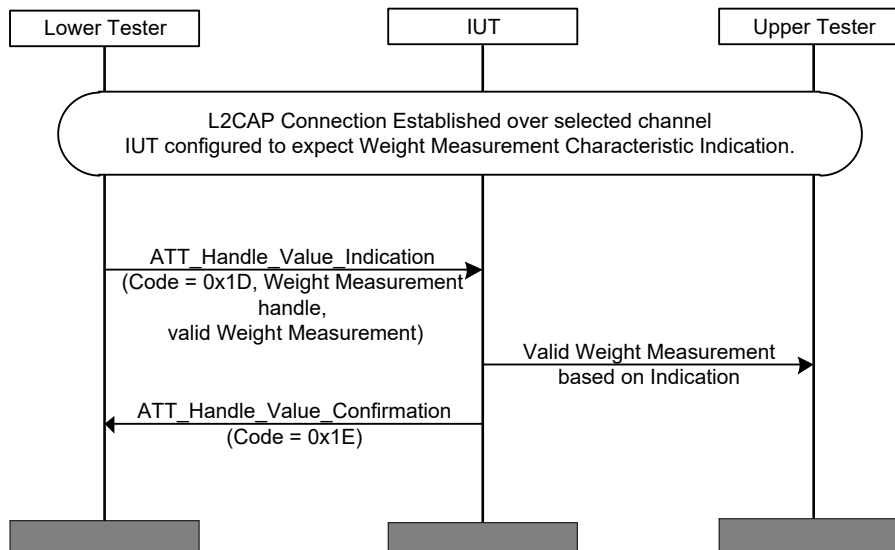 Lower Tester
IUT
Upper Tester
L2CAP Connection Established over selected channel
IUT configured to expect Weight Measurement Characteristic Indication.
ATT_Handle_Value_Indication
(Code = 0x1D, Weight Measurement
handle,
valid Weight Measurement)
Valid Weight Measurement
based on Indication
ATT_Handle_Value_Confirmation
(Code = 0x1E)